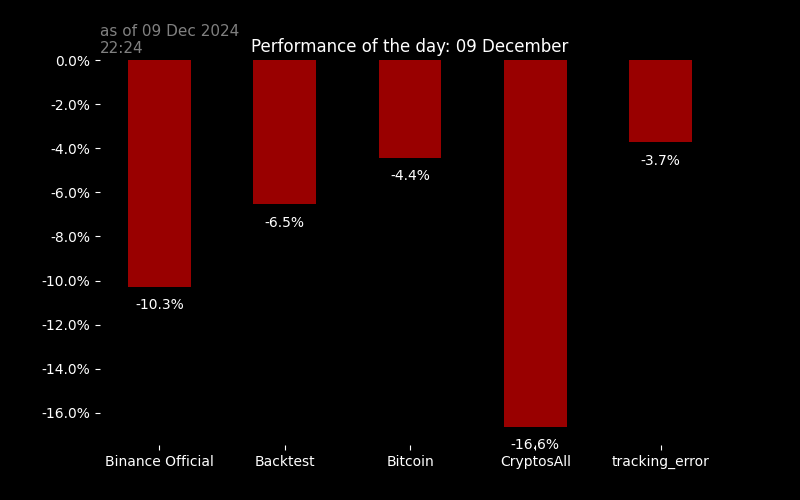 as of 09 Dec 2024
22:24
Performance of the day: 09 December
0.0%
-2.0%
-4.0%
-6.0%
-8.0%
-10.0%
-12.0%
-14.0%
-16.0%
-10.3%
-6.5%
-4.4%
-16.6%
-3.7%
Binance Official
Backtest
Bitcoin
CryptosAll
tracking_error